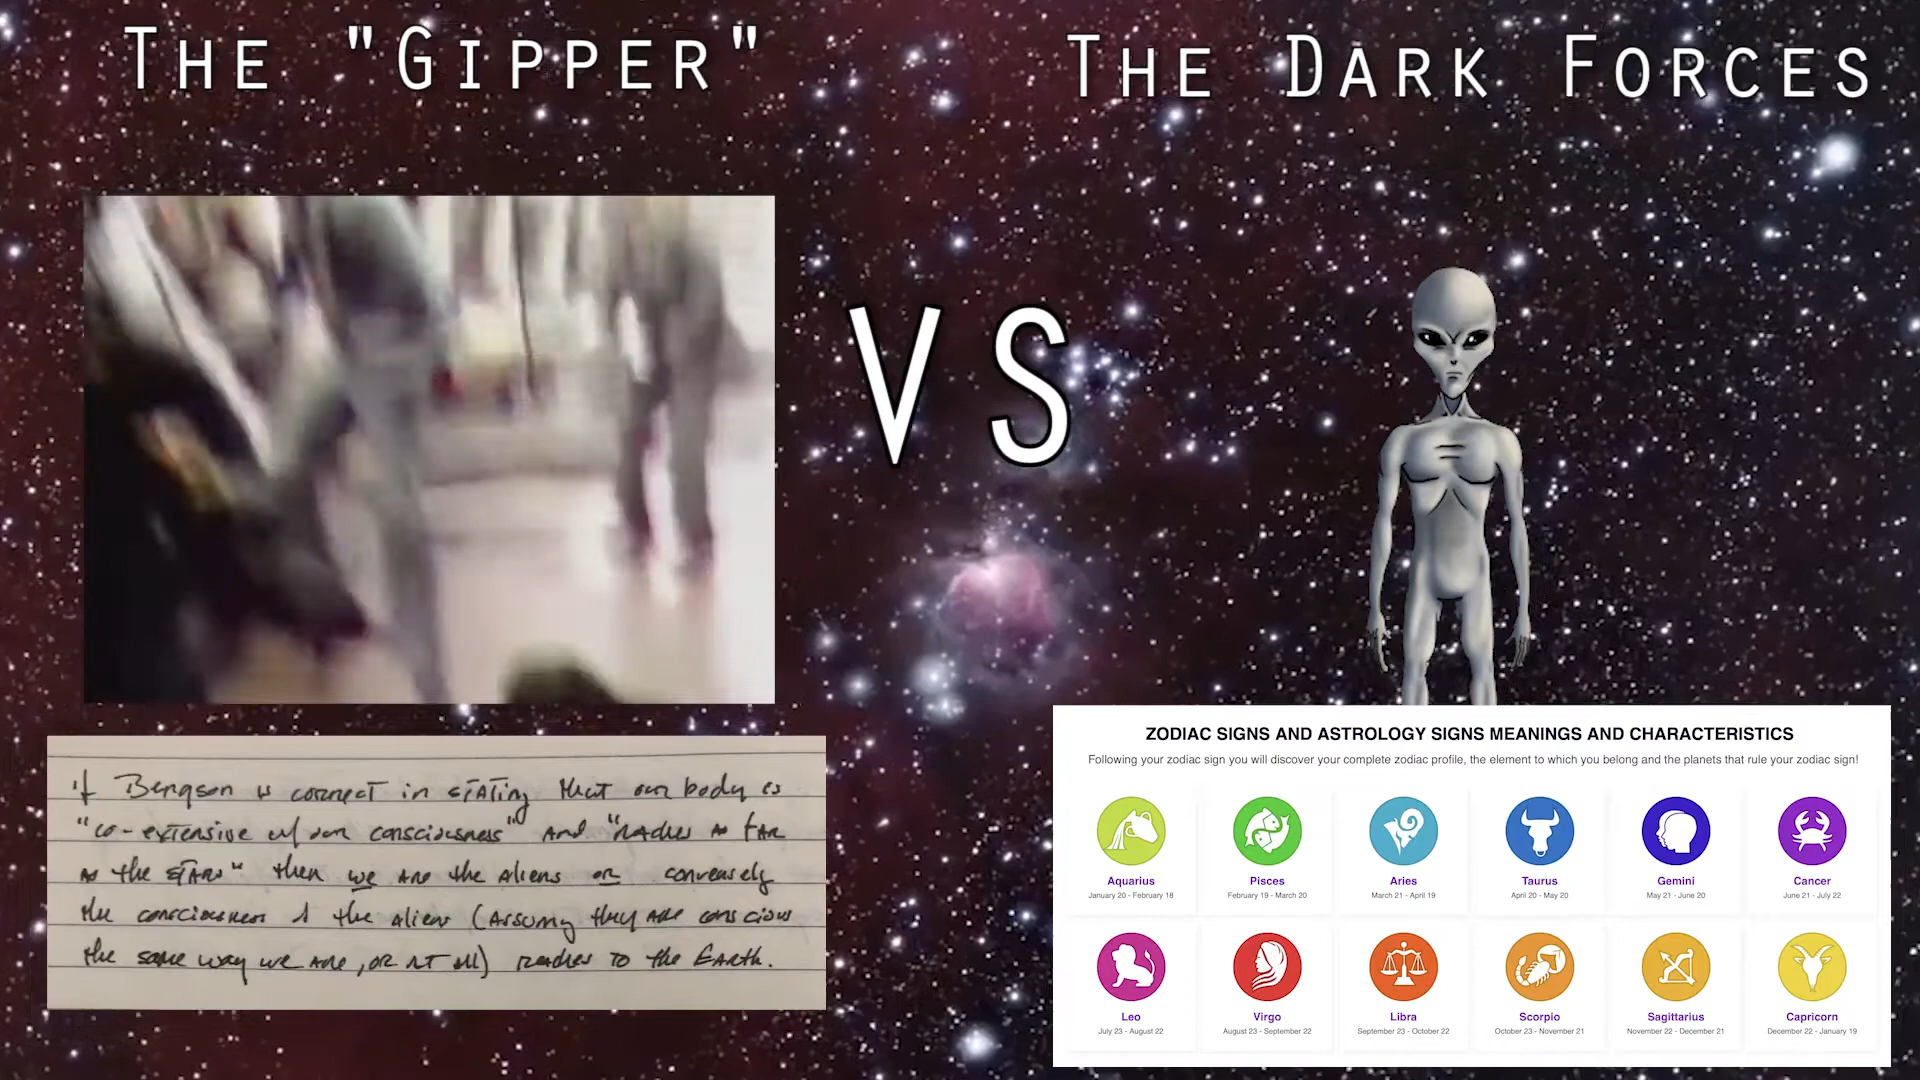 THE "GIPPER"
THE DARK FORCES
VS
if Bergson is correct in stating that our body is
"co-extensive w/ our consciousness" and "reaches as far
as the stars" then we are the aliens or conversely
the consciousness of the aliens (assuming they are conscious
the same way we are, or at all) reaches to the Earth.
ZODIAC SIGNS AND ASTROLOGY SIGNS MEANINGS AND CHARACTERISTICS
Following your zodiac sign you will discover your complete zodiac profile, the element to which you belong and the planets that rule your zodiac sign!
Aquarius Pisces Aries Taurus Gemini Cancer
January 20 - February 18 February 19 - March 20 March 21 - April 19 April 20 - May 20 May 21 - June 20 June 21 - July 22
Leo Virgo Libra Scorpio Sagittarius Capricorn
July 23 - August 22 August 23 - September 22 September 23 - October 22 October 23 - November 21 November 22 - December 21 December 22 - January 19